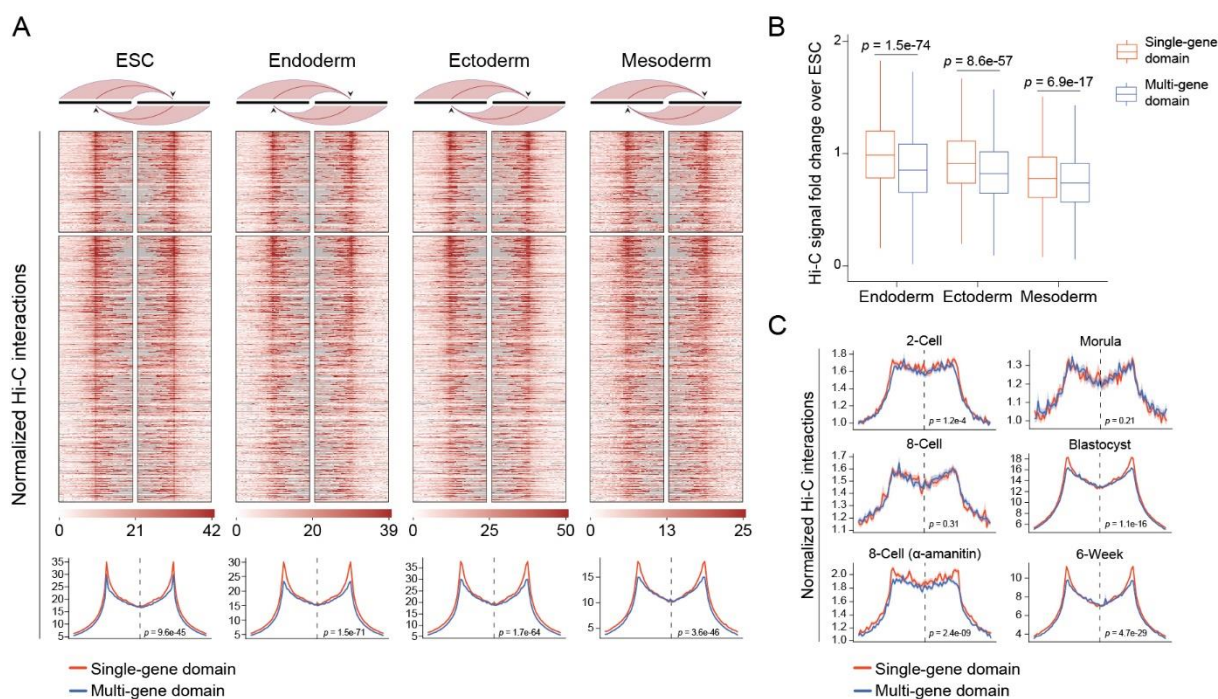 A
ESC
Endoderm
Ectoderm
Mesoderm
Normalized Hi-C interactions
0 21 42
0 20 39
0 25 50
0 13 25
35
30
25
20
15
10
5
p = 9.6e-45
30
25
20
15
10
5
p = 1.5e-71
35
30
25
20
15
10
5
p = 1.7e-64
15
10
5
p = 3.6e-46
Single-gene domain
Multi-gene domain
B
Hi-C signal fold change over ESC
2
1
0
p = 1.5e-74
p = 8.6e-57
p = 6.9e-17
Endoderm
Ectoderm
Mesoderm
Single-gene
domain
Multi-gene
domain
C
Normalized Hi-C interactions
2-Cell
1.8
1.6
1.4
1.2
1.0
p = 1.2e-4
Morula
1.3
1.2
1.1
1.0
p = 0.21
8-Cell
1.7
1.6
1.5
1.4
1.3
1.2
1.1
p = 0.31
Blastocyst
18
16
14
12
10
8
6
p = 1.1e-16
8-Cell (α-amanitin)
2.0
1.8
1.6
1.4
1.2
1.0
p = 2.4e-09
6-Week
10
8
6
4
p = 4.7e-29
Single-gene domain
Multi-gene domain